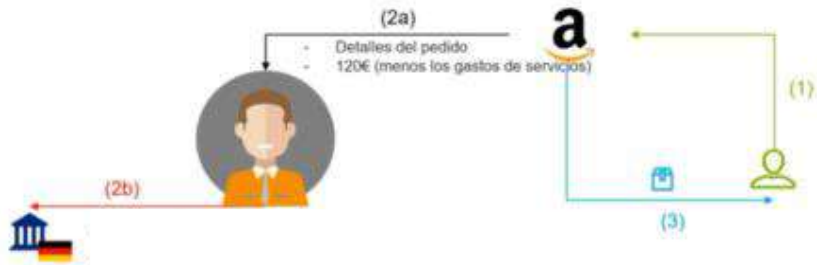 (2a)
- Detalles del pedido
- 120€ (menos los gastos de servicios)
a
(1)
(2b)
(3)